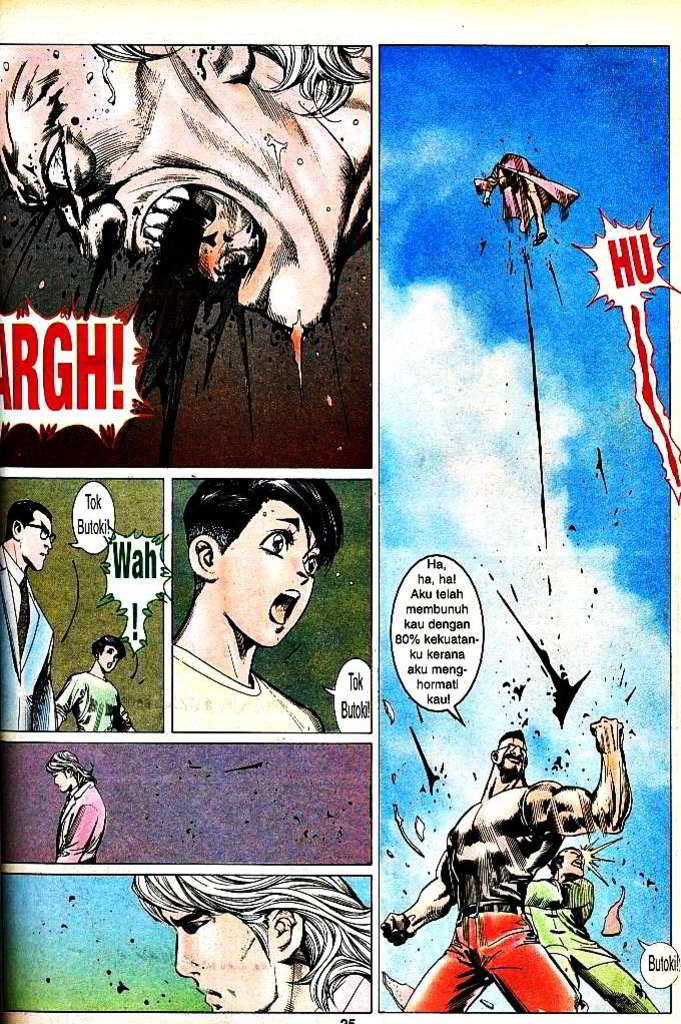 ARGH!
Tok
Butoki!
Wah
!
Tok
Butoki!
HU
Ha,
ha, ha!
Aku telah
membunuh
kau dengan
80% kekuatan-
ku kerana
aku meng-
hormati
kau!
Butoki!
25